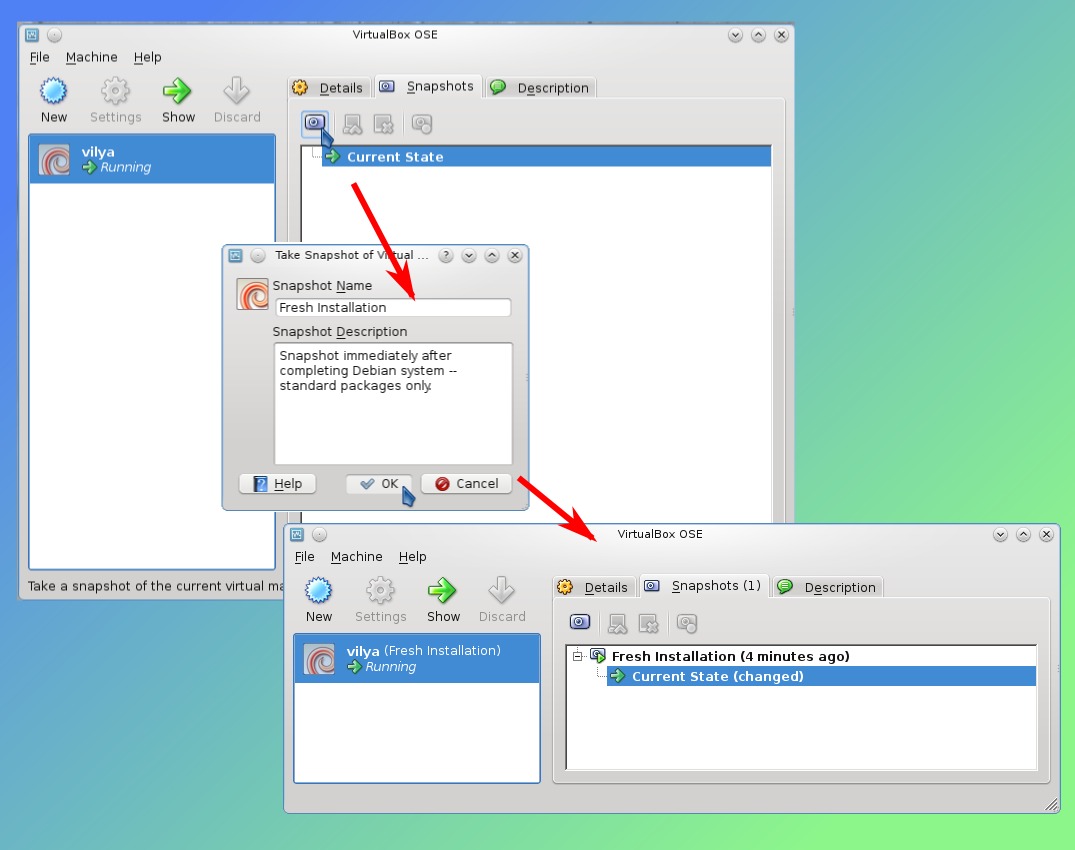 VirtualBox OSE
File Machine Help
New Settings Show Discard
Details Snapshots Description
vilya
Running
Current State
Take Snapshot of Virtual ...
Snapshot Name
Fresh Installation
Snapshot Description
Snapshot immediately after
completing Debian system --
standard packages only.
Help OK Cancel
Take a snapshot of the current virtual ma
VirtualBox OSE
File Machine Help
New Settings Show Discard
Details Snapshots (1) Description
vilya (Fresh Installation)
Running
Fresh Installation (4 minutes ago)
Current State (changed)